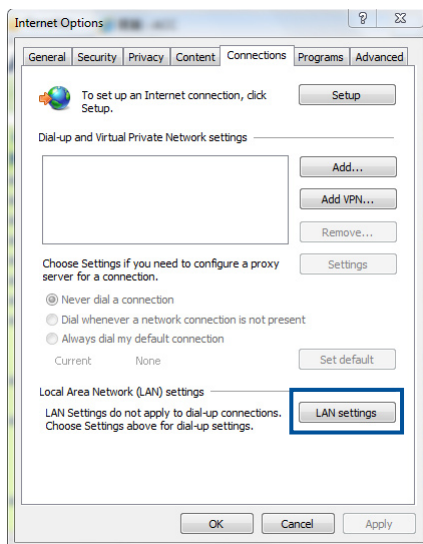 Internet Options
General Security Privacy Content Connections Programs Advanced
To set up an Internet connection, click
Setup.
Setup
Dial-up and Virtual Private Network settings
Add...
Add VPN...
Remove...
Choose Settings if you need to configure a proxy
server for a connection.
Settings
Never dial a connection
Dial whenever a network connection is not present
Always dial my default connection
Current None
Set default
Local Area Network (LAN) settings
LAN Settings do not apply to dial-up connections.
Choose Settings above for dial-up settings.
LAN settings
OK Cancel Apply